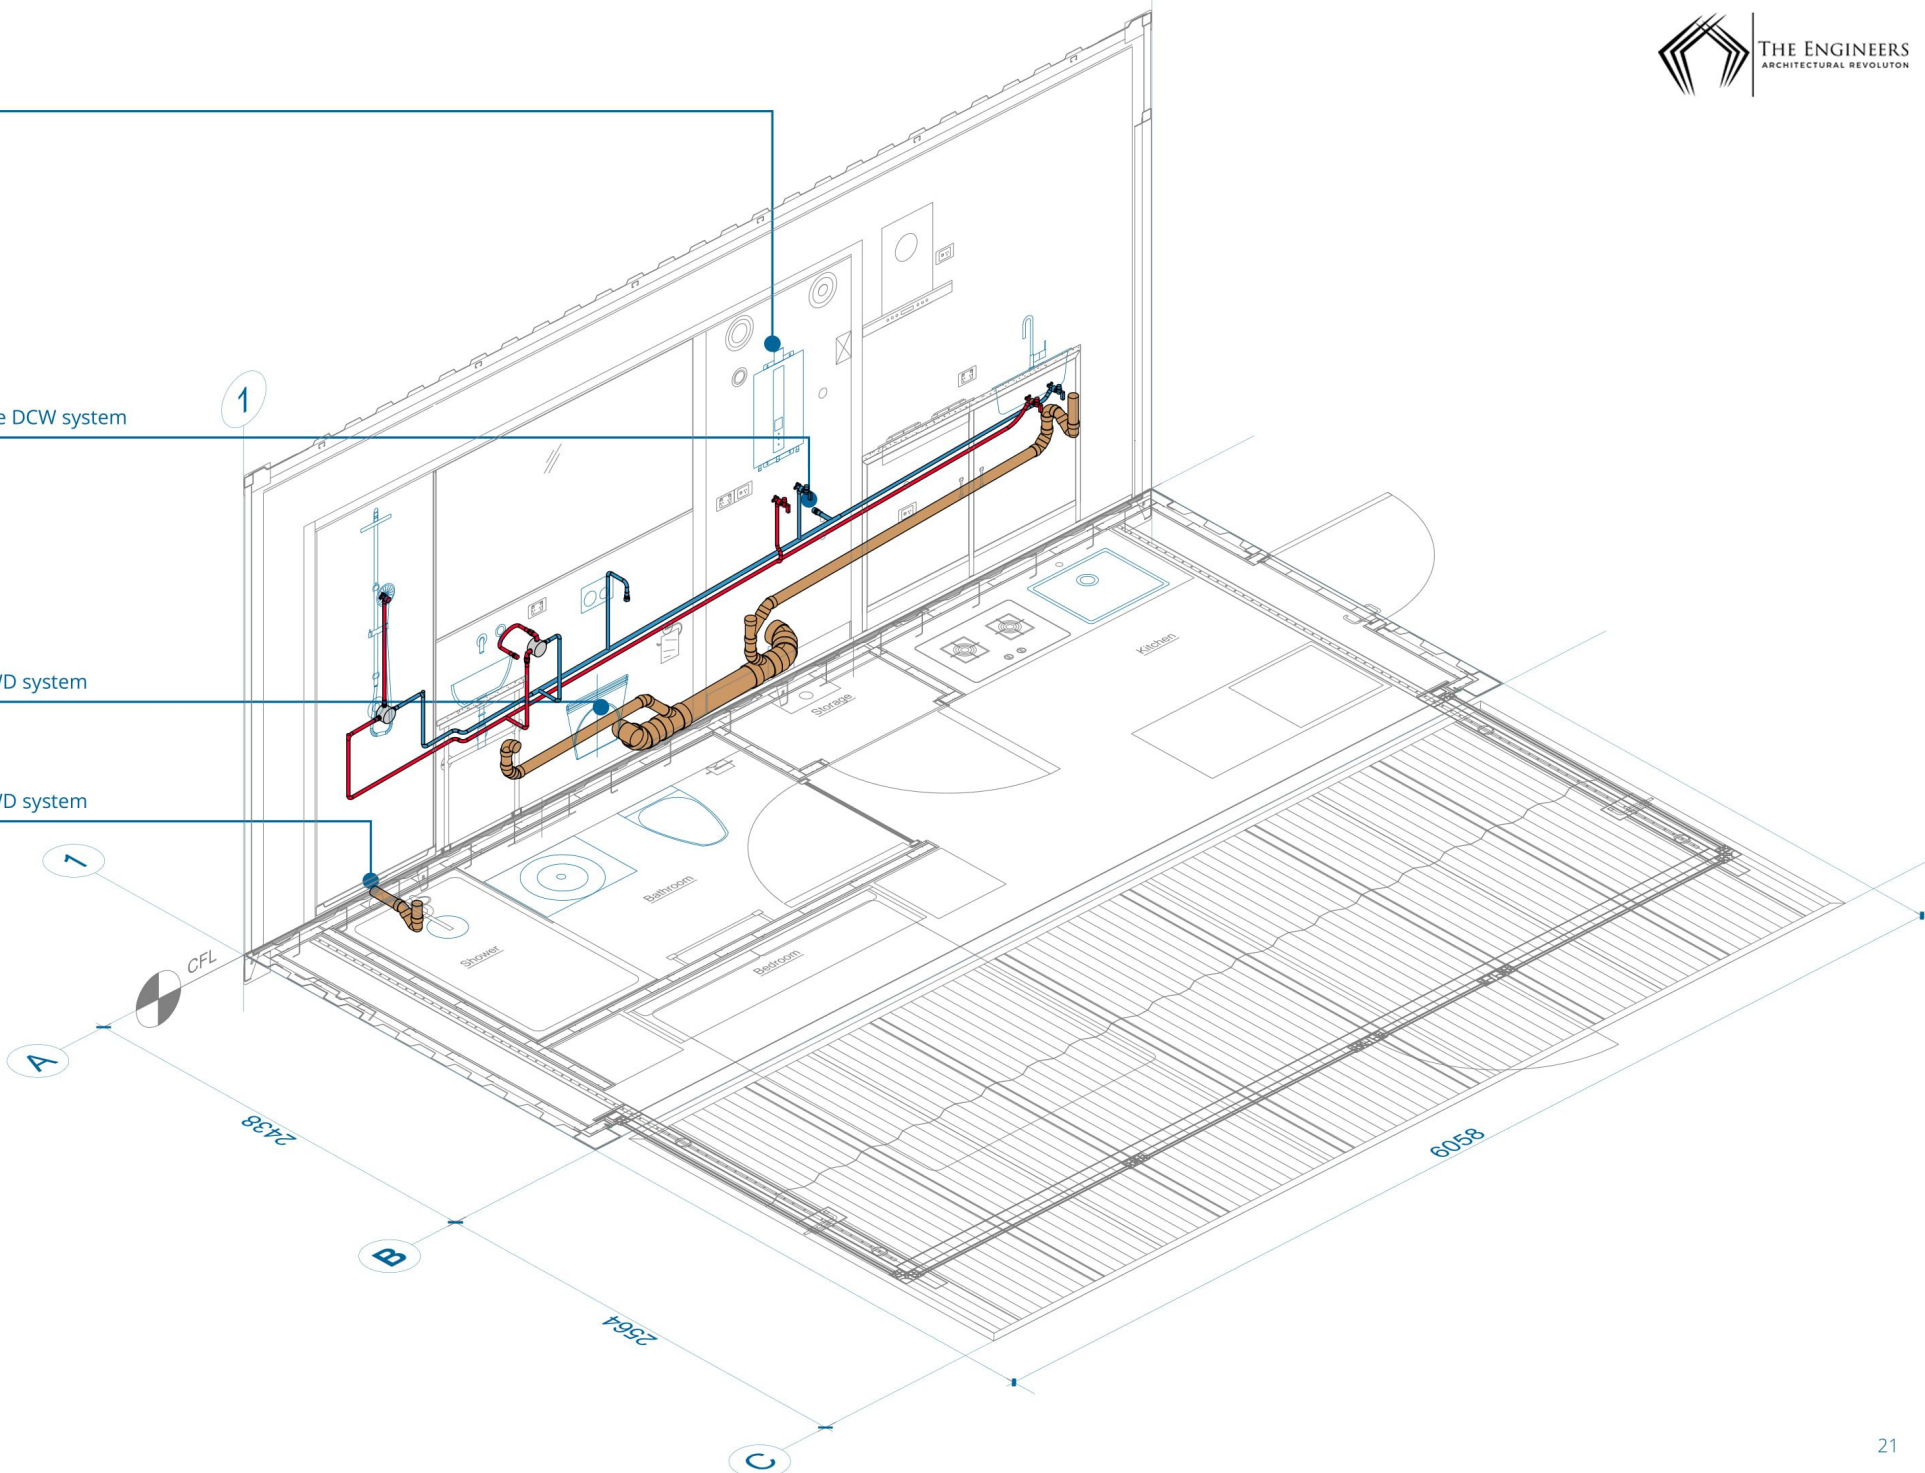 THE ENGINEERS
ARCHITECTURAL REVOLUTON
1
DCW system
system
system
1
CFL
A
B
C
2438
2564
6058
Kitchen
Storage
Bathroom
Shower
Bedroom
21